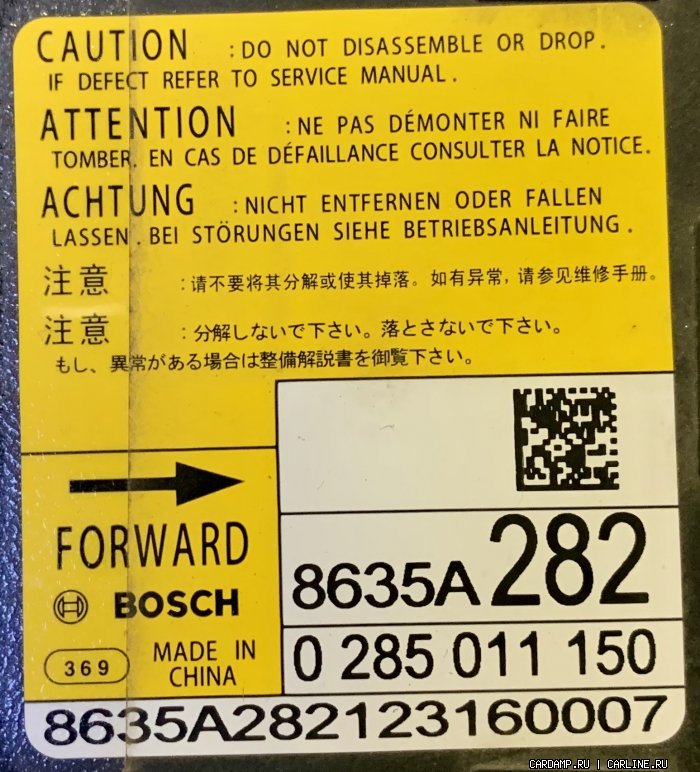 CAUTION :DO NOT DISASSEMBLE OR DROP.
IF DEFECT REFER TO SERVICE MANUAL.
ATTENTION :NE PAS DÉMONTER NI FAIRE
TOMBER. EN CAS DE DÉFAILLANCE CONSULTER LA NOTICE.
ACHTUNG :NICHT ENTFERNEN ODER FALLEN
LASSEN. BEI STÖRUNGEN SIEHE BETRIEBSANLEITUNG.
注意 :请不要将其分解或使其掉落。如有异常,请参见维修手册。
注意 :分解しないで下さい。落とさないで下さい。
もし、異常がある場合は整備解説書を御覧下さい。
FORWARD
BOSCH
369
MADE IN
CHINA
8635A282
0 285 011 150
8635A282123160007
CARDAMP.RU | CARLINE.RU